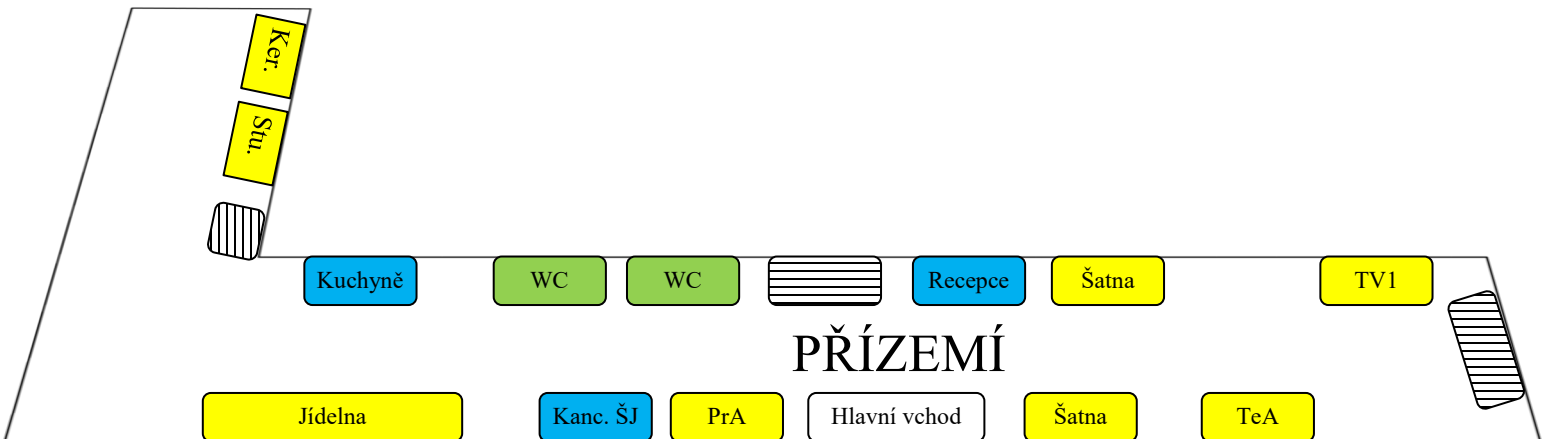 Ker.
Stu.
Kuchyně
WC
WC
Recepce
Šatna
TV1
PŘÍZEMÍ
Jídelna
Kanc. ŠJ
PrA
Hlavní vchod
Šatna
TeA